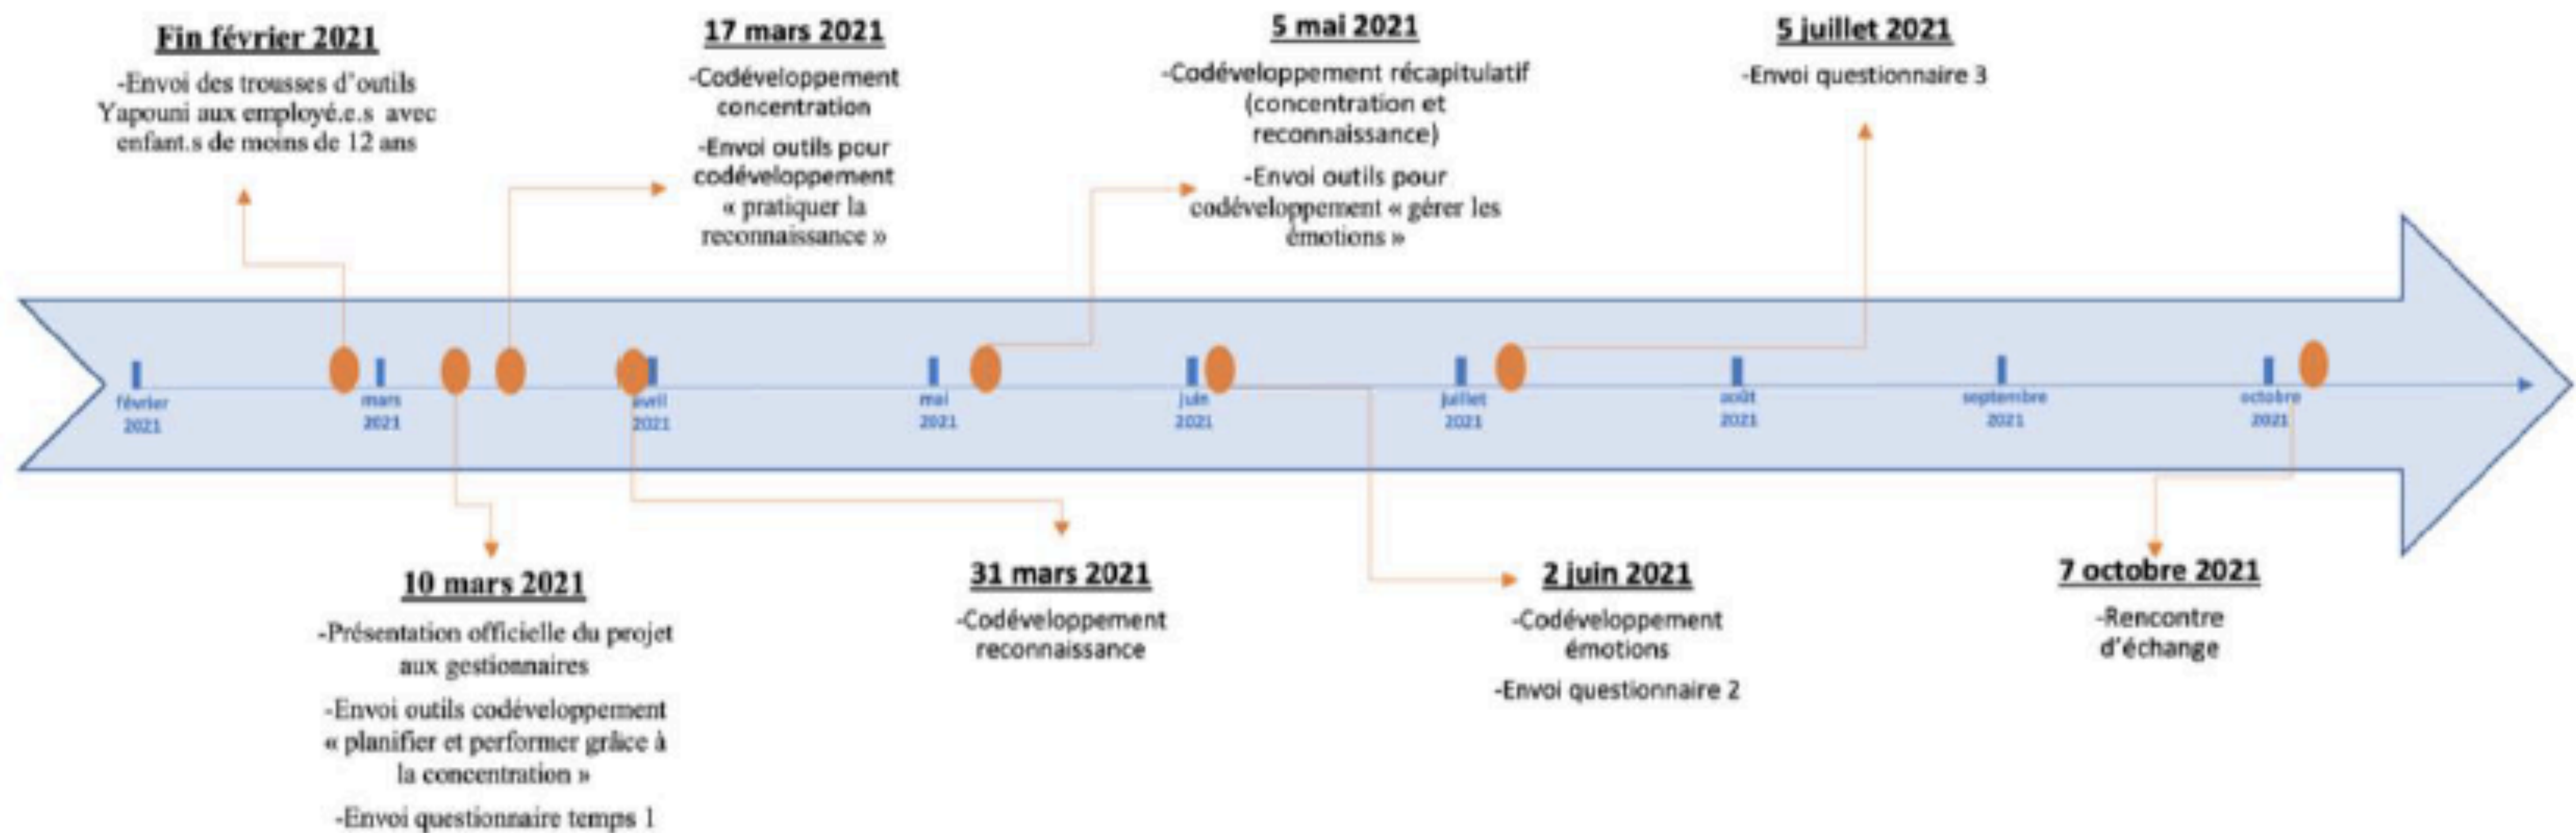 Fin février 2021
-Envoi des trousses d'outils
Yapouni aux employé.e.s avec
enfant.s de moins de 12 ans
17 mars 2021
-Codéveloppement
concentration
-Envoi outils pour
codéveloppement
« pratiquer la
reconnaissance »
5 mai 2021
-Codéveloppement récapitulatif
(concentration et
reconnaissance)
-Envoi outils pour
codéveloppement « gérer les
émotions »
5 juillet 2021
-Envoi questionnaire 3
février
2021
mars
2021
avril
2021
mai
2021
juin
2021
juillet
2021
août
2021
septembre
2021
octobre
2021
10 mars 2021
-Présentation officielle du projet
aux gestionnaires
-Envoi outils codéveloppement
« planifier et performer grâce à
la concentration »
-Envoi questionnaire temps 1
31 mars 2021
-Codéveloppement
reconnaissance
2 juin 2021
-Codéveloppement
émotions
-Envoi questionnaire 2
7 octobre 2021
-Rencontre
d'échange